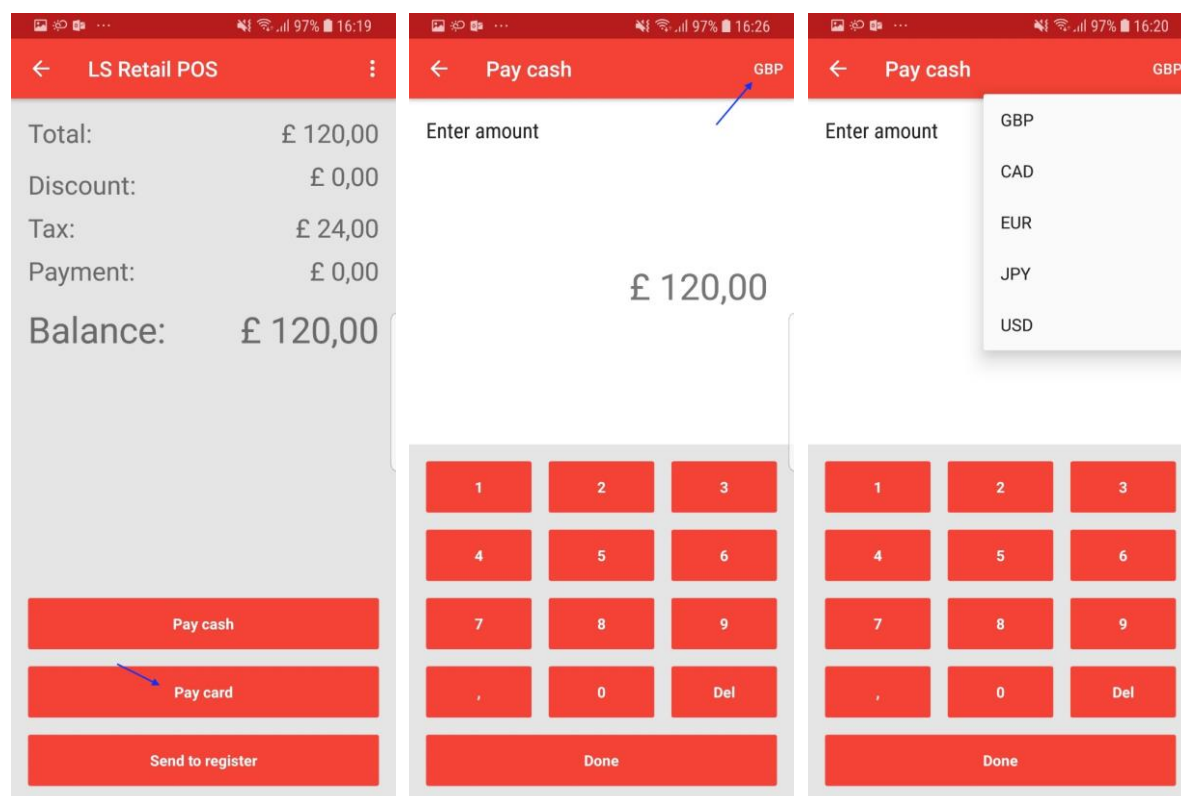 97% 16:19
LS Retail POS
Total: £ 120,00
Discount: £ 0,00
Tax: £ 24,00
Payment: £ 0,00
Balance: £ 120,00
Pay cash
Pay card
Send to register
97% 16:26
Pay cash GBP
Enter amount
£ 120,00
1 2 3
4 5 6
7 8 9
, 0 Del
Done
97% 16:20
Pay cash GBP
Enter amount
GBP
CAD
EUR
JPY
USD
1 2 3
4 5 6
7 8 9
, 0 Del
Done